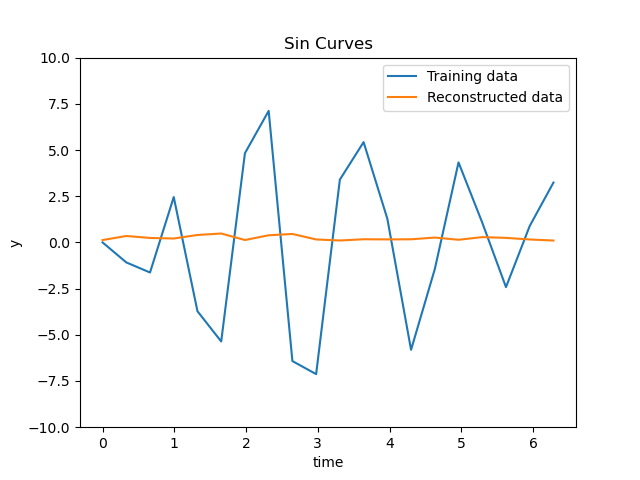 Sin Curves
Training data
Reconstructed data
10.0
7.5
5.0
2.5
0.0
−2.5
−5.0
−7.5
−10.0
y
0 1 2 3 4 5 6
time